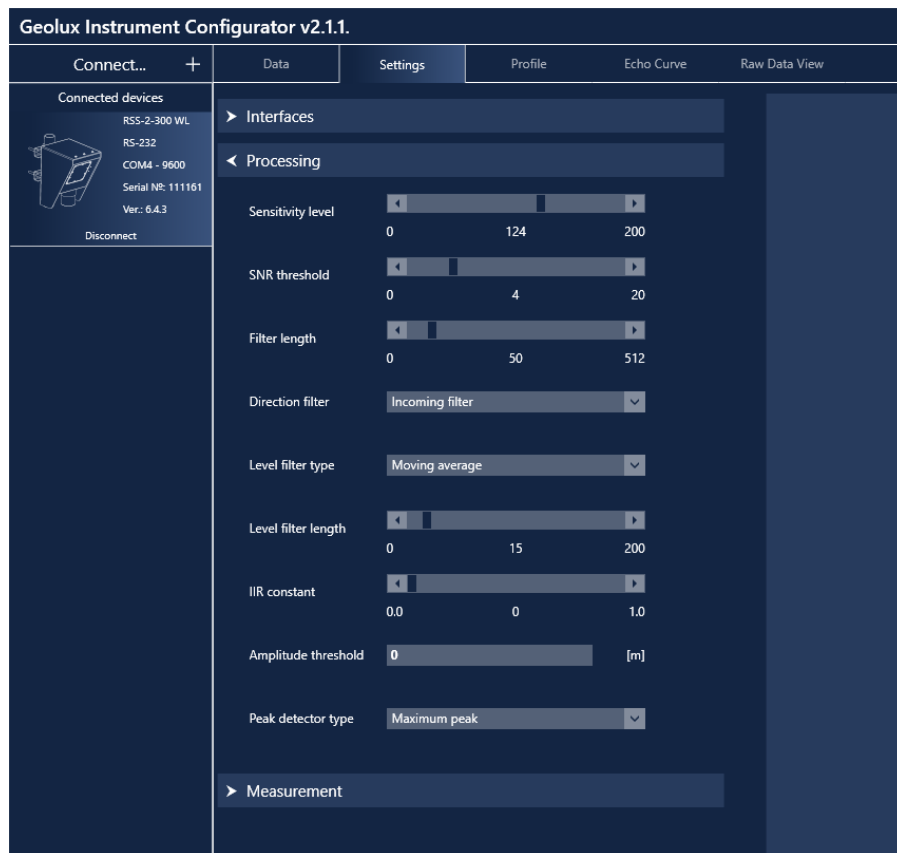 Geolux Instrument Configurator v2.1.1.
Connect... +
Data Settings Profile Echo Curve Raw Data View
Connected devices
RSS-2-300 WL
RS-232
COM4 - 9600
Serial №: 111161
Ver.: 6.4.3
Disconnect
Interfaces
Processing
Sensitivity level
0 124 200
SNR threshold
0 4 20
Filter length
0 50 512
Direction filter Incoming filter
Level filter type Moving average
Level filter length
0 15 200
IIR constant
0.0 0 1.0
Amplitude threshold 0 [m]
Peak detector type Maximum peak
Measurement